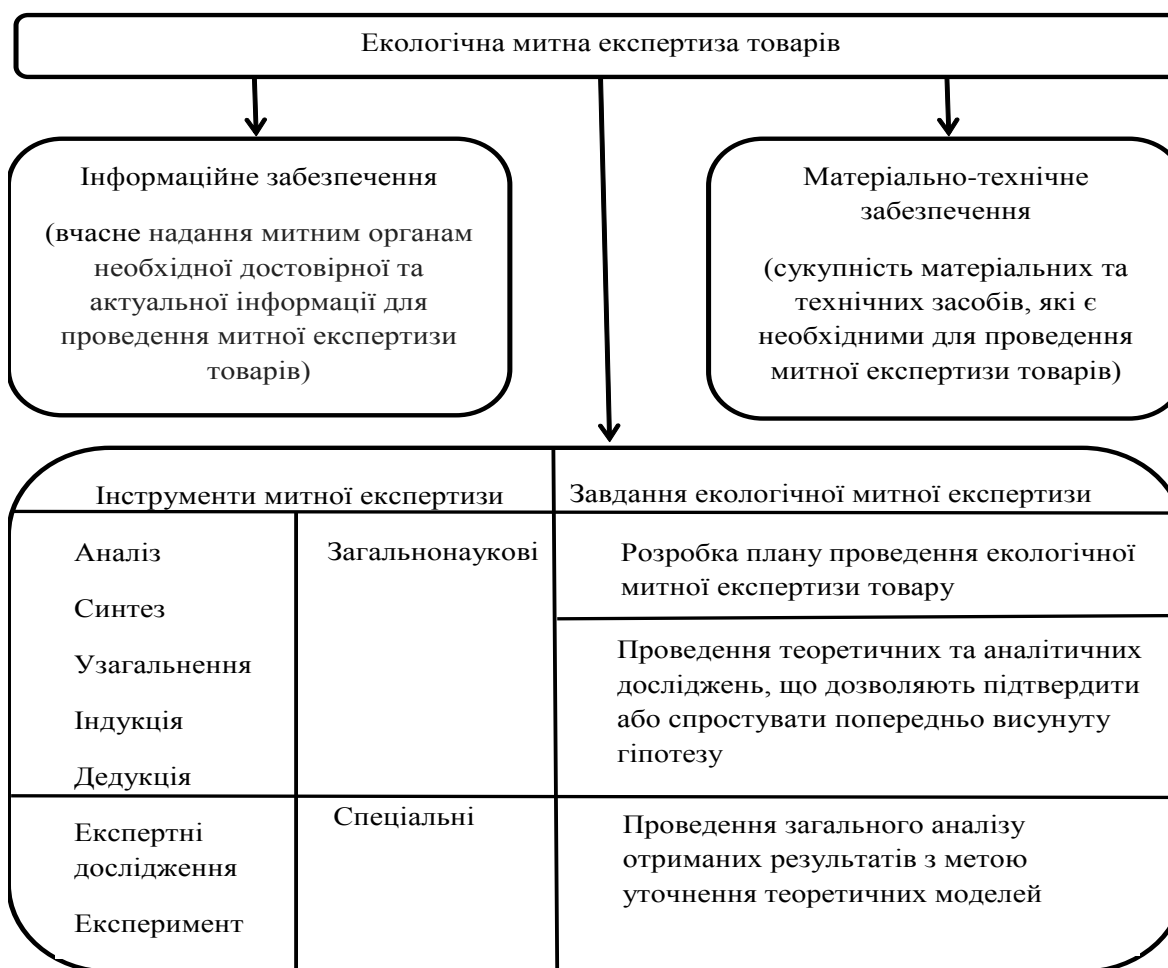 Екологічна митна експертиза товарів
Інформаційне забезпечення
(вчасне надання митним органам
необхідної достовірної та
актуальної інформації для
проведення митної експертизи
товарів)
Матеріально-технічне
забезпечення
(сукупність матеріальних та
технічних засобів, які є
необхідними для проведення
митної експертизи товарів)
Інструменти митної експертизи
Завдання екологічної митної експертизи
Аналіз
Синтез
Узагальнення
Індукція
Дедукція
Загальнонаукові
Розробка плану проведення екологічної
митної експертизи товару
Проведення теоретичних та аналітичних
досліджень, що дозволяють підтвердити
або спростувати попередньо висунуту
гіпотезу
Експертні
дослідження
Експеримент
Спеціальні
Проведення загального аналізу
отриманих результатів з метою
уточнення теоретичних моделей